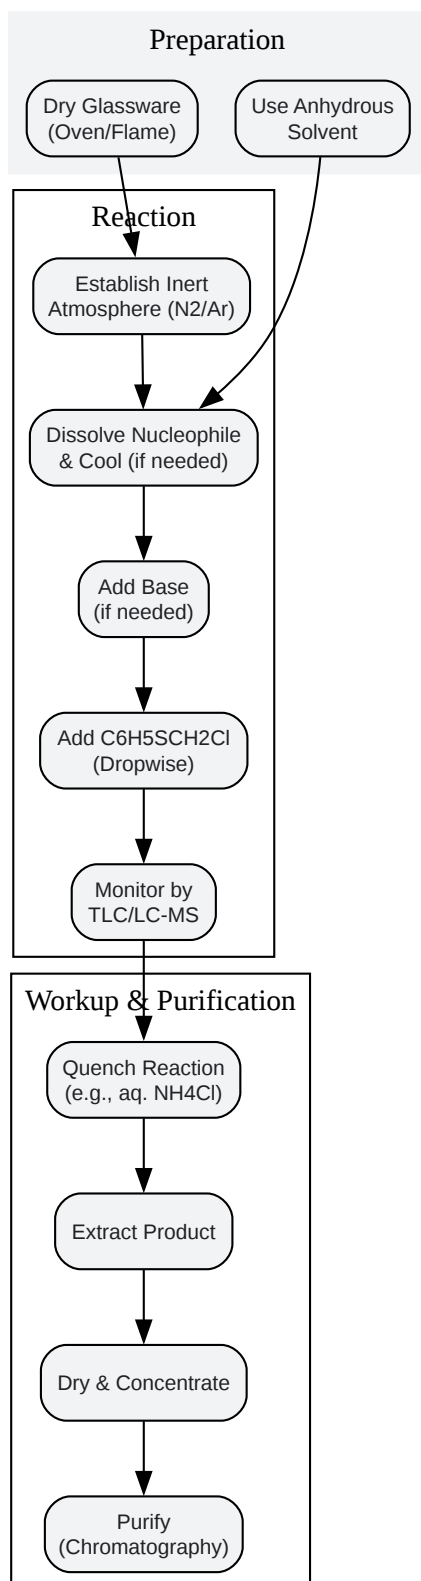 Preparation
Dry Glassware
(Oven/Flame)
Use Anhydrous
Solvent
Reaction
Establish Inert
Atmosphere (N2/Ar)
Dissolve Nucleophile
& Cool (if needed)
Add Base
(if needed)
Add C6H5SCH2Cl
(Dropwise)
Monitor by
TLC/LC-MS
Workup & Purification
Quench Reaction
(e.g., aq. NH4Cl)
Extract Product
Dry & Concentrate
Purify
(Chromatography)